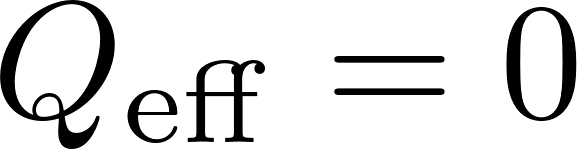 Q_eff = 0